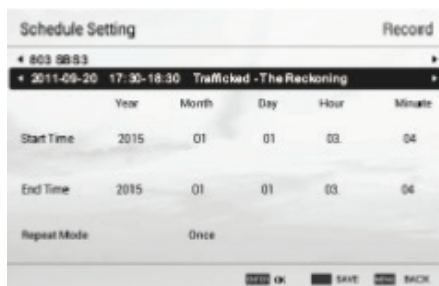 Schedule Setting Record
803 SBS3
2011-09-20 17:30-18:30 Trafficked - The Reckoning
Year Month Day Hour Minute
Start Time 2015 01 01 03. 04
End Time 2015 01 01 03. 04
Repeat Mode Once
ENTER OK SAVE MENU BACK